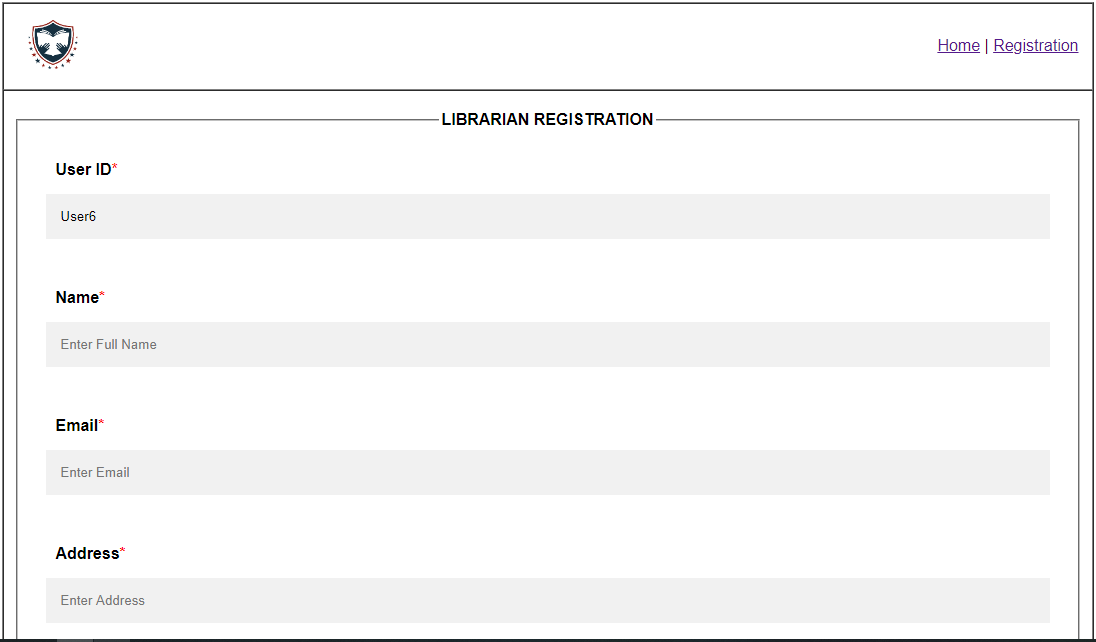 Home | Registration
LIBRARIAN REGISTRATION
User ID*
User6
Name*
Enter Full Name
Email*
Enter Email
Address*
Enter Address